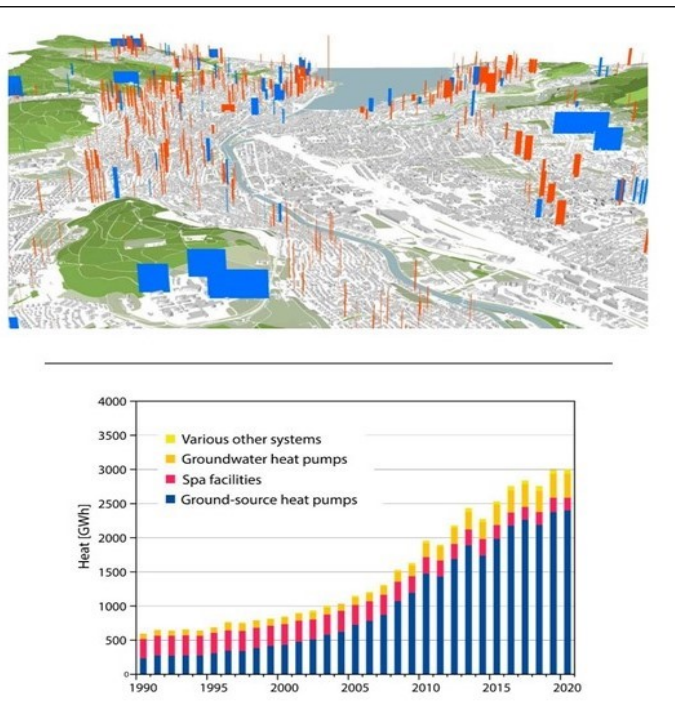 4000
3500
3000
2500
2000
1500
1000
500
0
Heat [GWh]
Various other systems
Groundwater heat pumps
Spa facilities
Ground-source heat pumps
1990 1995 2000 2005 2010 2015 2020